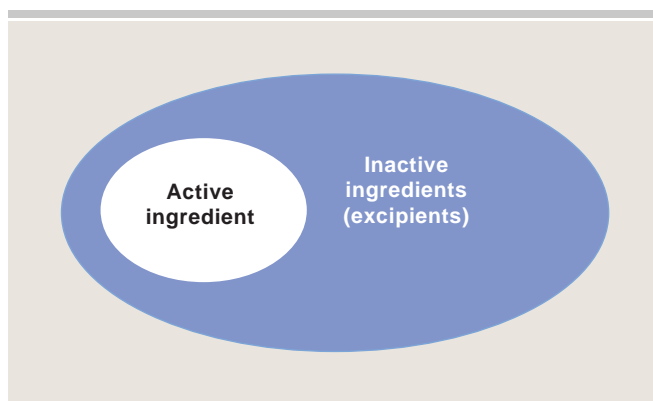 Active
ingredient
Inactive
ingredients
(excipients)